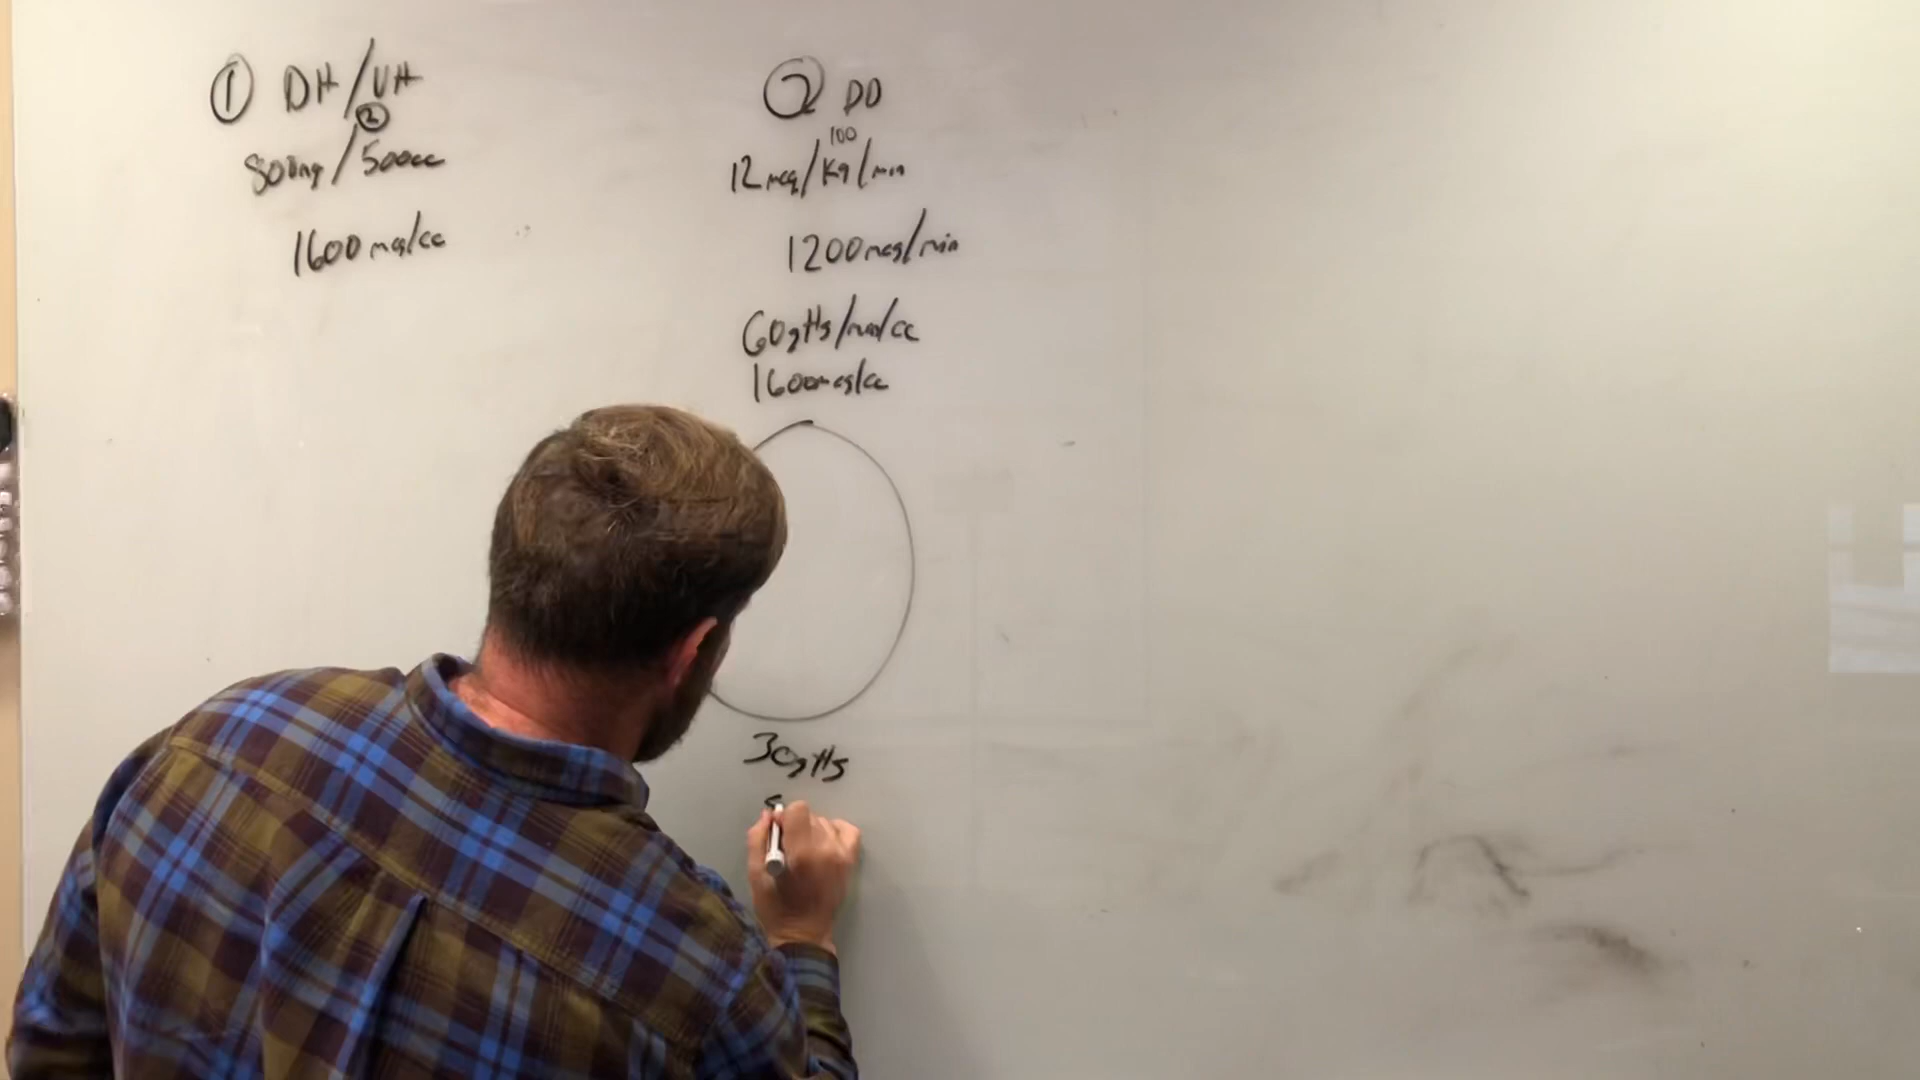 ① DH/VH
②
800mg/500cc
1600mcg/cc
② DD
100
12mcg/kg/min
1200mcg/min
60gtts/min/cc
1600mcg/cc
30gtts